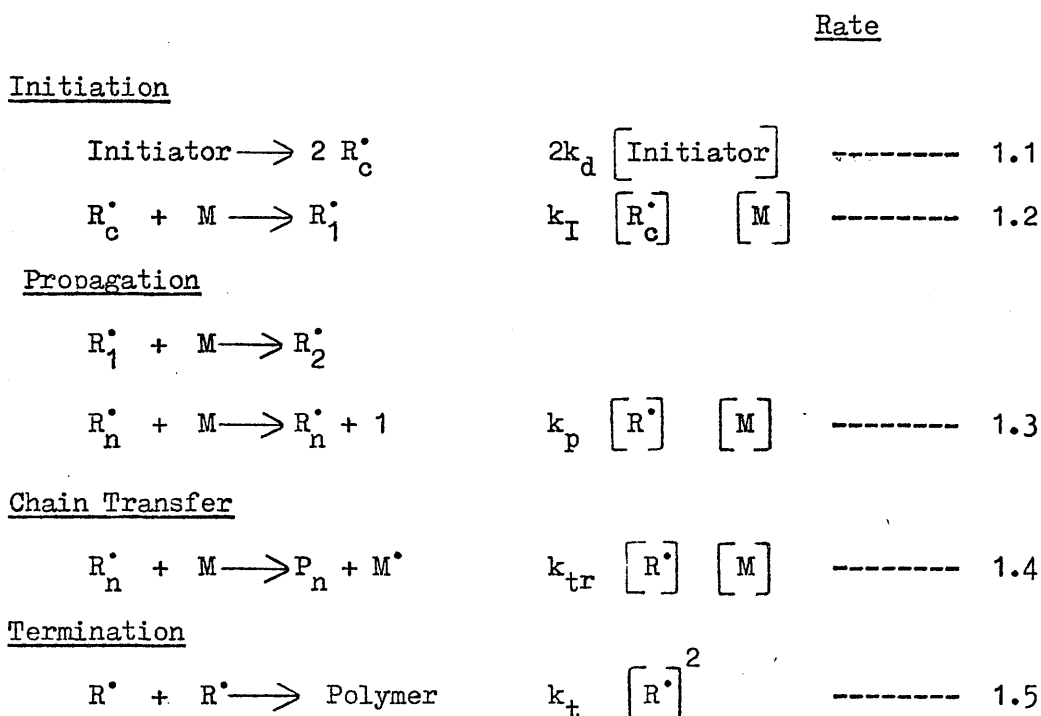 Rate
Initiation
Initiator → 2 R˙c 2kd [Initiator] -------- 1.1
R˙c + M → R˙1 kI [R˙c] [M] -------- 1.2
Propagation
R˙1 + M → R˙2
R˙n + M → R˙n + 1 kp [R˙] [M] -------- 1.3
Chain Transfer
R˙n + M → Pn + M˙ ktr [R˙] [M] -------- 1.4
Termination
R˙ + R˙ → Polymer kt [R˙]2 -------- 1.5